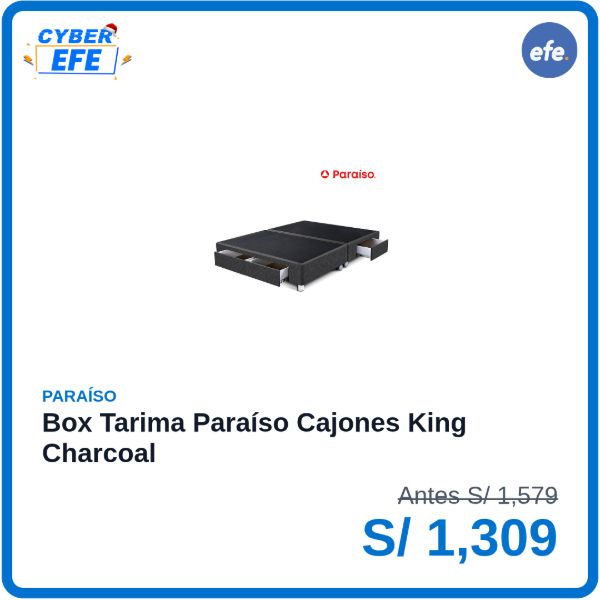 CYBER
EFE
efe.
Paraíso.
PARAÍSO
Box Tarima Paraíso Cajones King
Charcoal
Antes S/ 1,579
S/ 1,309